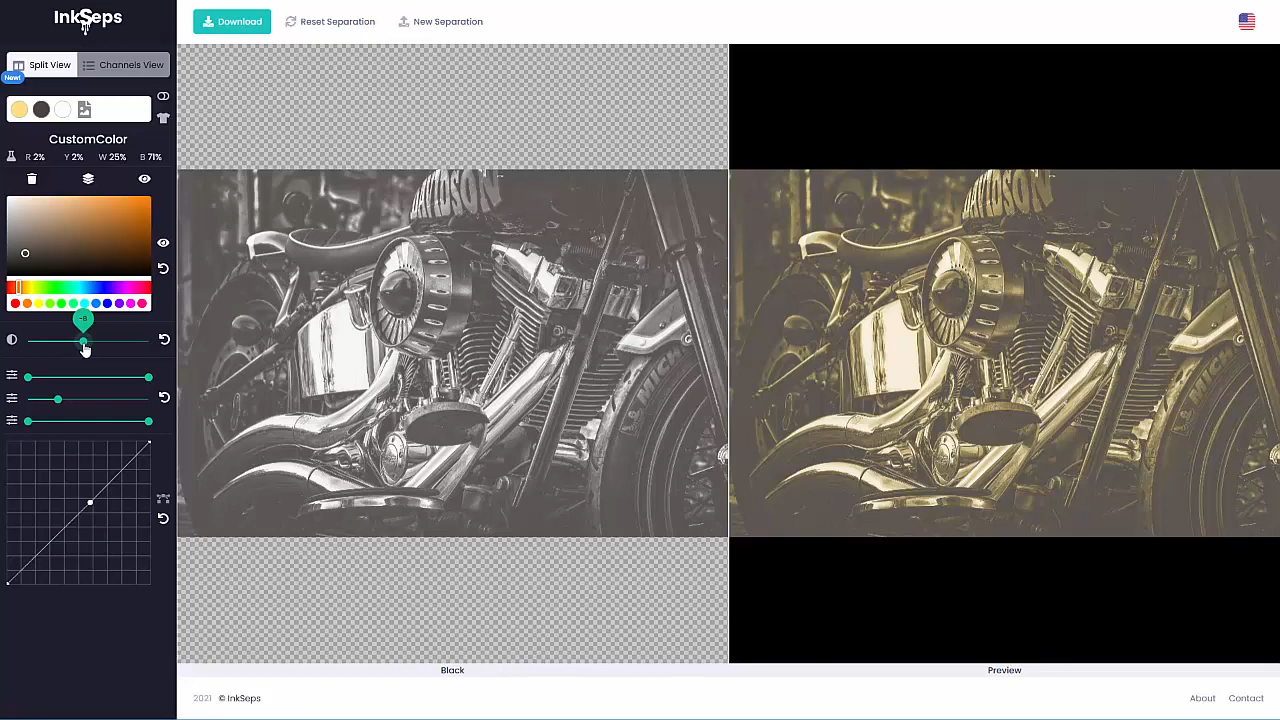 InkSeps
Download
Reset Separation
New Separation
Split View
Channels View
New!
CustomColor
R 2% Y 2% W 25% B 71%
-8
DAVIDSON
DAVIDSON
Black
Preview
2021 © InkSeps
About
Contact